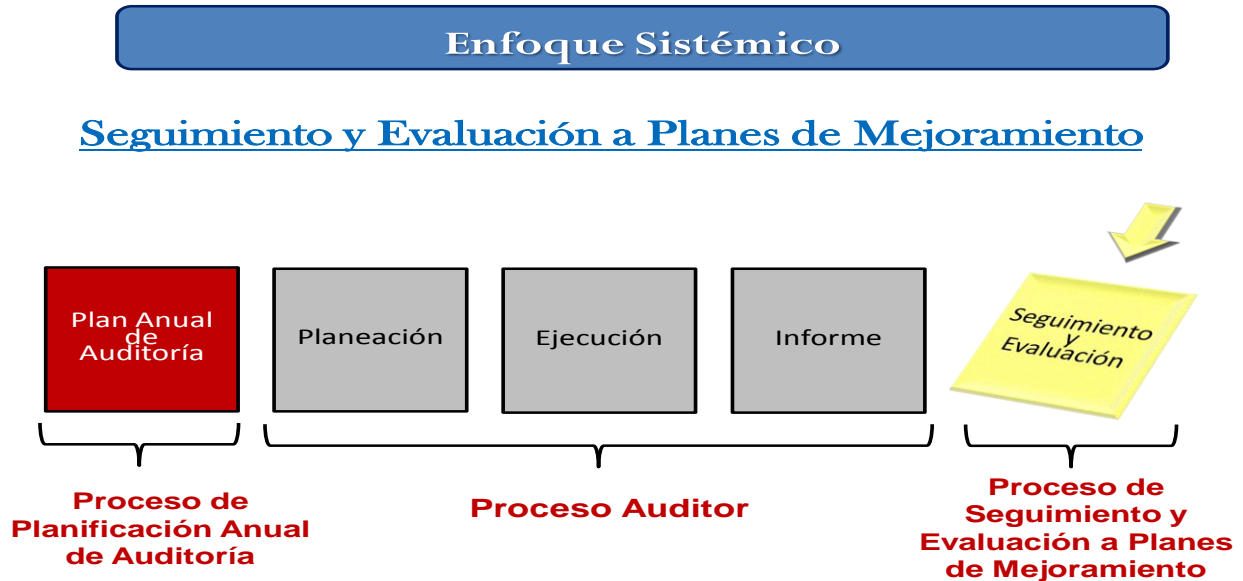 Enfoque Sistémico
Seguimiento y Evaluación a Planes de Mejoramiento
Plan Anual
de
Auditoría
Planeación
Ejecución
Informe
Seguimiento
y
Evaluación
Proceso de
Planificación Anual
de Auditoría
Proceso Auditor
Proceso de
Seguimiento y
Evaluación a Planes
de Mejoramiento